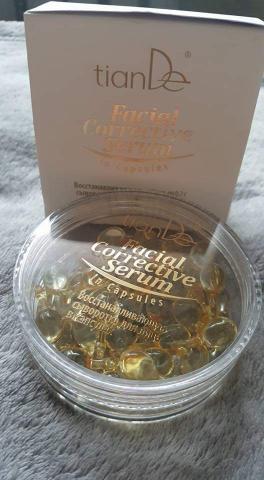 tianDe®
Facial
Corrective
Serum
In Capsules
tianDe
Facial
Corrective
Serum
In Capsules
Восстанавливающая
сыворотка для лица
в капсулах